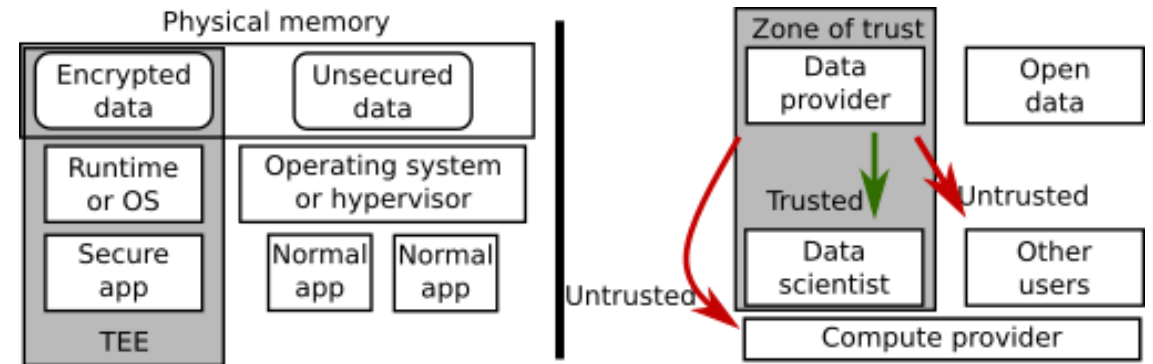 Physical memory
Encrypted
data
Unsecured
data
Runtime
or OS
Operating system
or hypervisor
Secure
app
Normal
app
Normal
app
TEE
Zone of trust
Data
provider
Open
data
Trusted
Untrusted
Untrusted
Data
scientist
Other
users
Compute provider